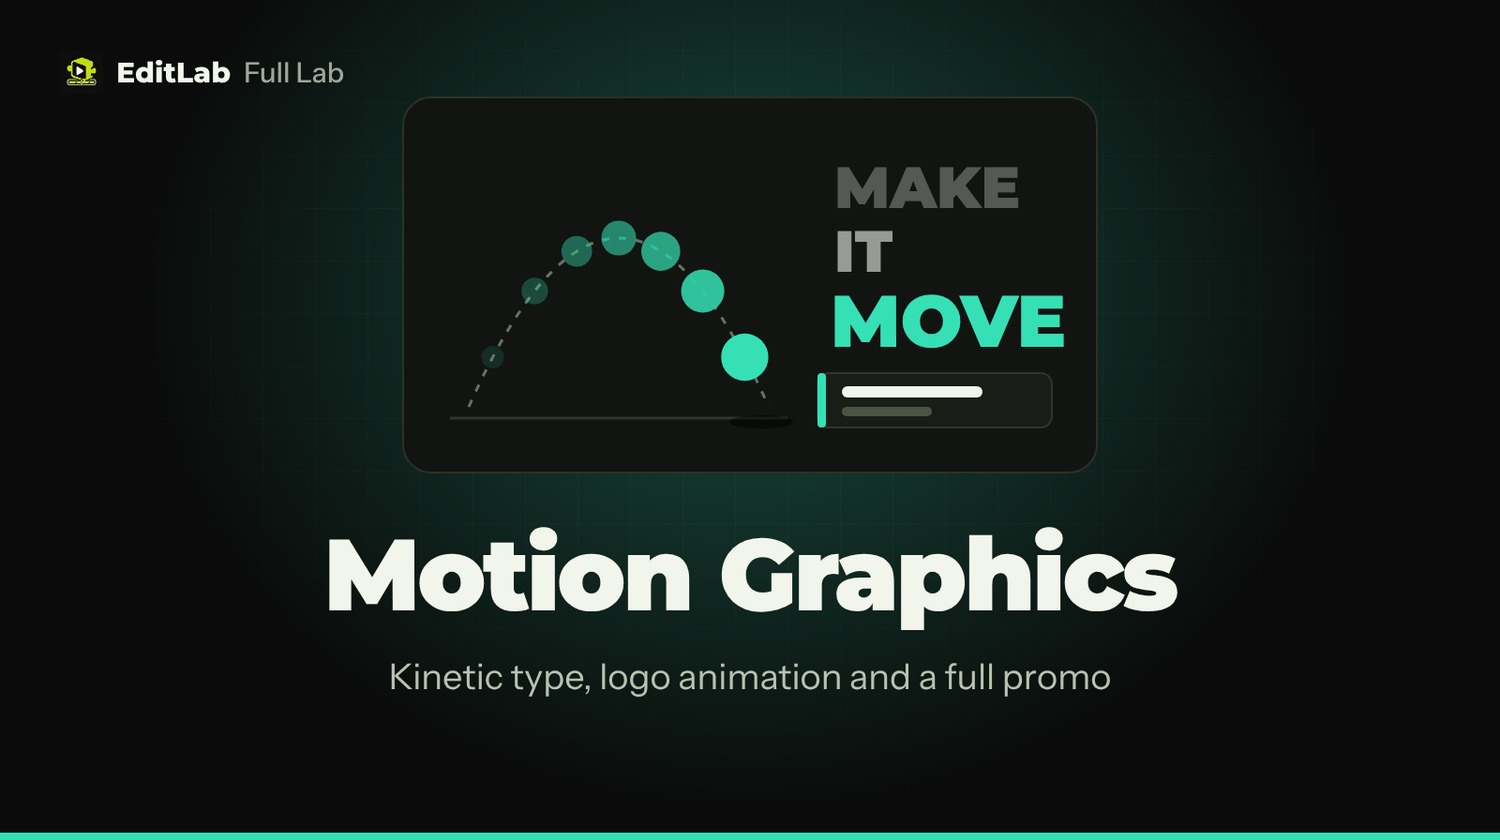 EditLab Full Lab
MAKE
IT
MOVE
Motion Graphics
Kinetic type, logo animation and a full promo